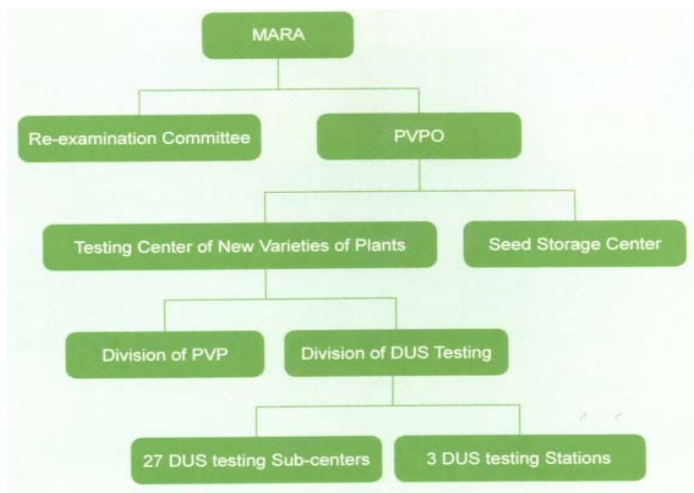 MARA
Re-examination Committee
PVPO
Testing Center of New Varieties of Plants
Seed Storage Center
Division of PVP
Division of DUS Testing
27 DUS testing Sub-centers
3 DUS testing Stations